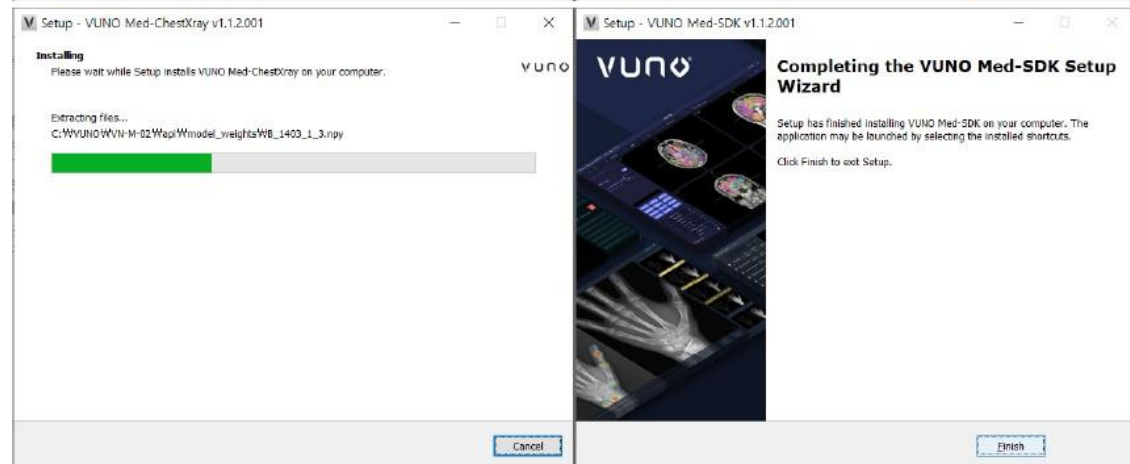 Setup - VUNO Med-ChestXray v1.1.2.001
Installing
Please wait while Setup installs VUNO Med-ChestXray on your computer.
VUNO
Extracting files...
C:₩VUNO₩VN-M-02₩api₩model_weights₩B_1403_1_3.npy
Cancel
Setup - VUNO Med-SDK v1.1.2.001
VUNO
Completing the VUNO Med-SDK Setup
Wizard
Setup has finished installing VUNO Med-SDK on your computer. The
application may be launched by selecting the installed shortcuts.
Click Finish to exit Setup.
Finish